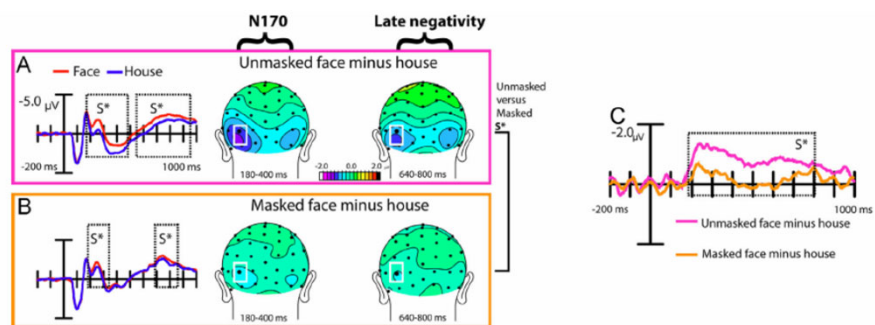 N170
Late negativity
A
Unmasked face minus house
Face
House
-5.0
µV
S*
S*
-200 ms
1000 ms
180-400 ms
-2.0
0.0
2.0
640-800 ms
Unmasked
versus
Masked
S*
B
Masked face minus house
S*
S*
180-400 ms
640-800 ms
C
-2.0
µV
S*
-200 ms
1000 ms
Unmasked face minus house
Masked face minus house